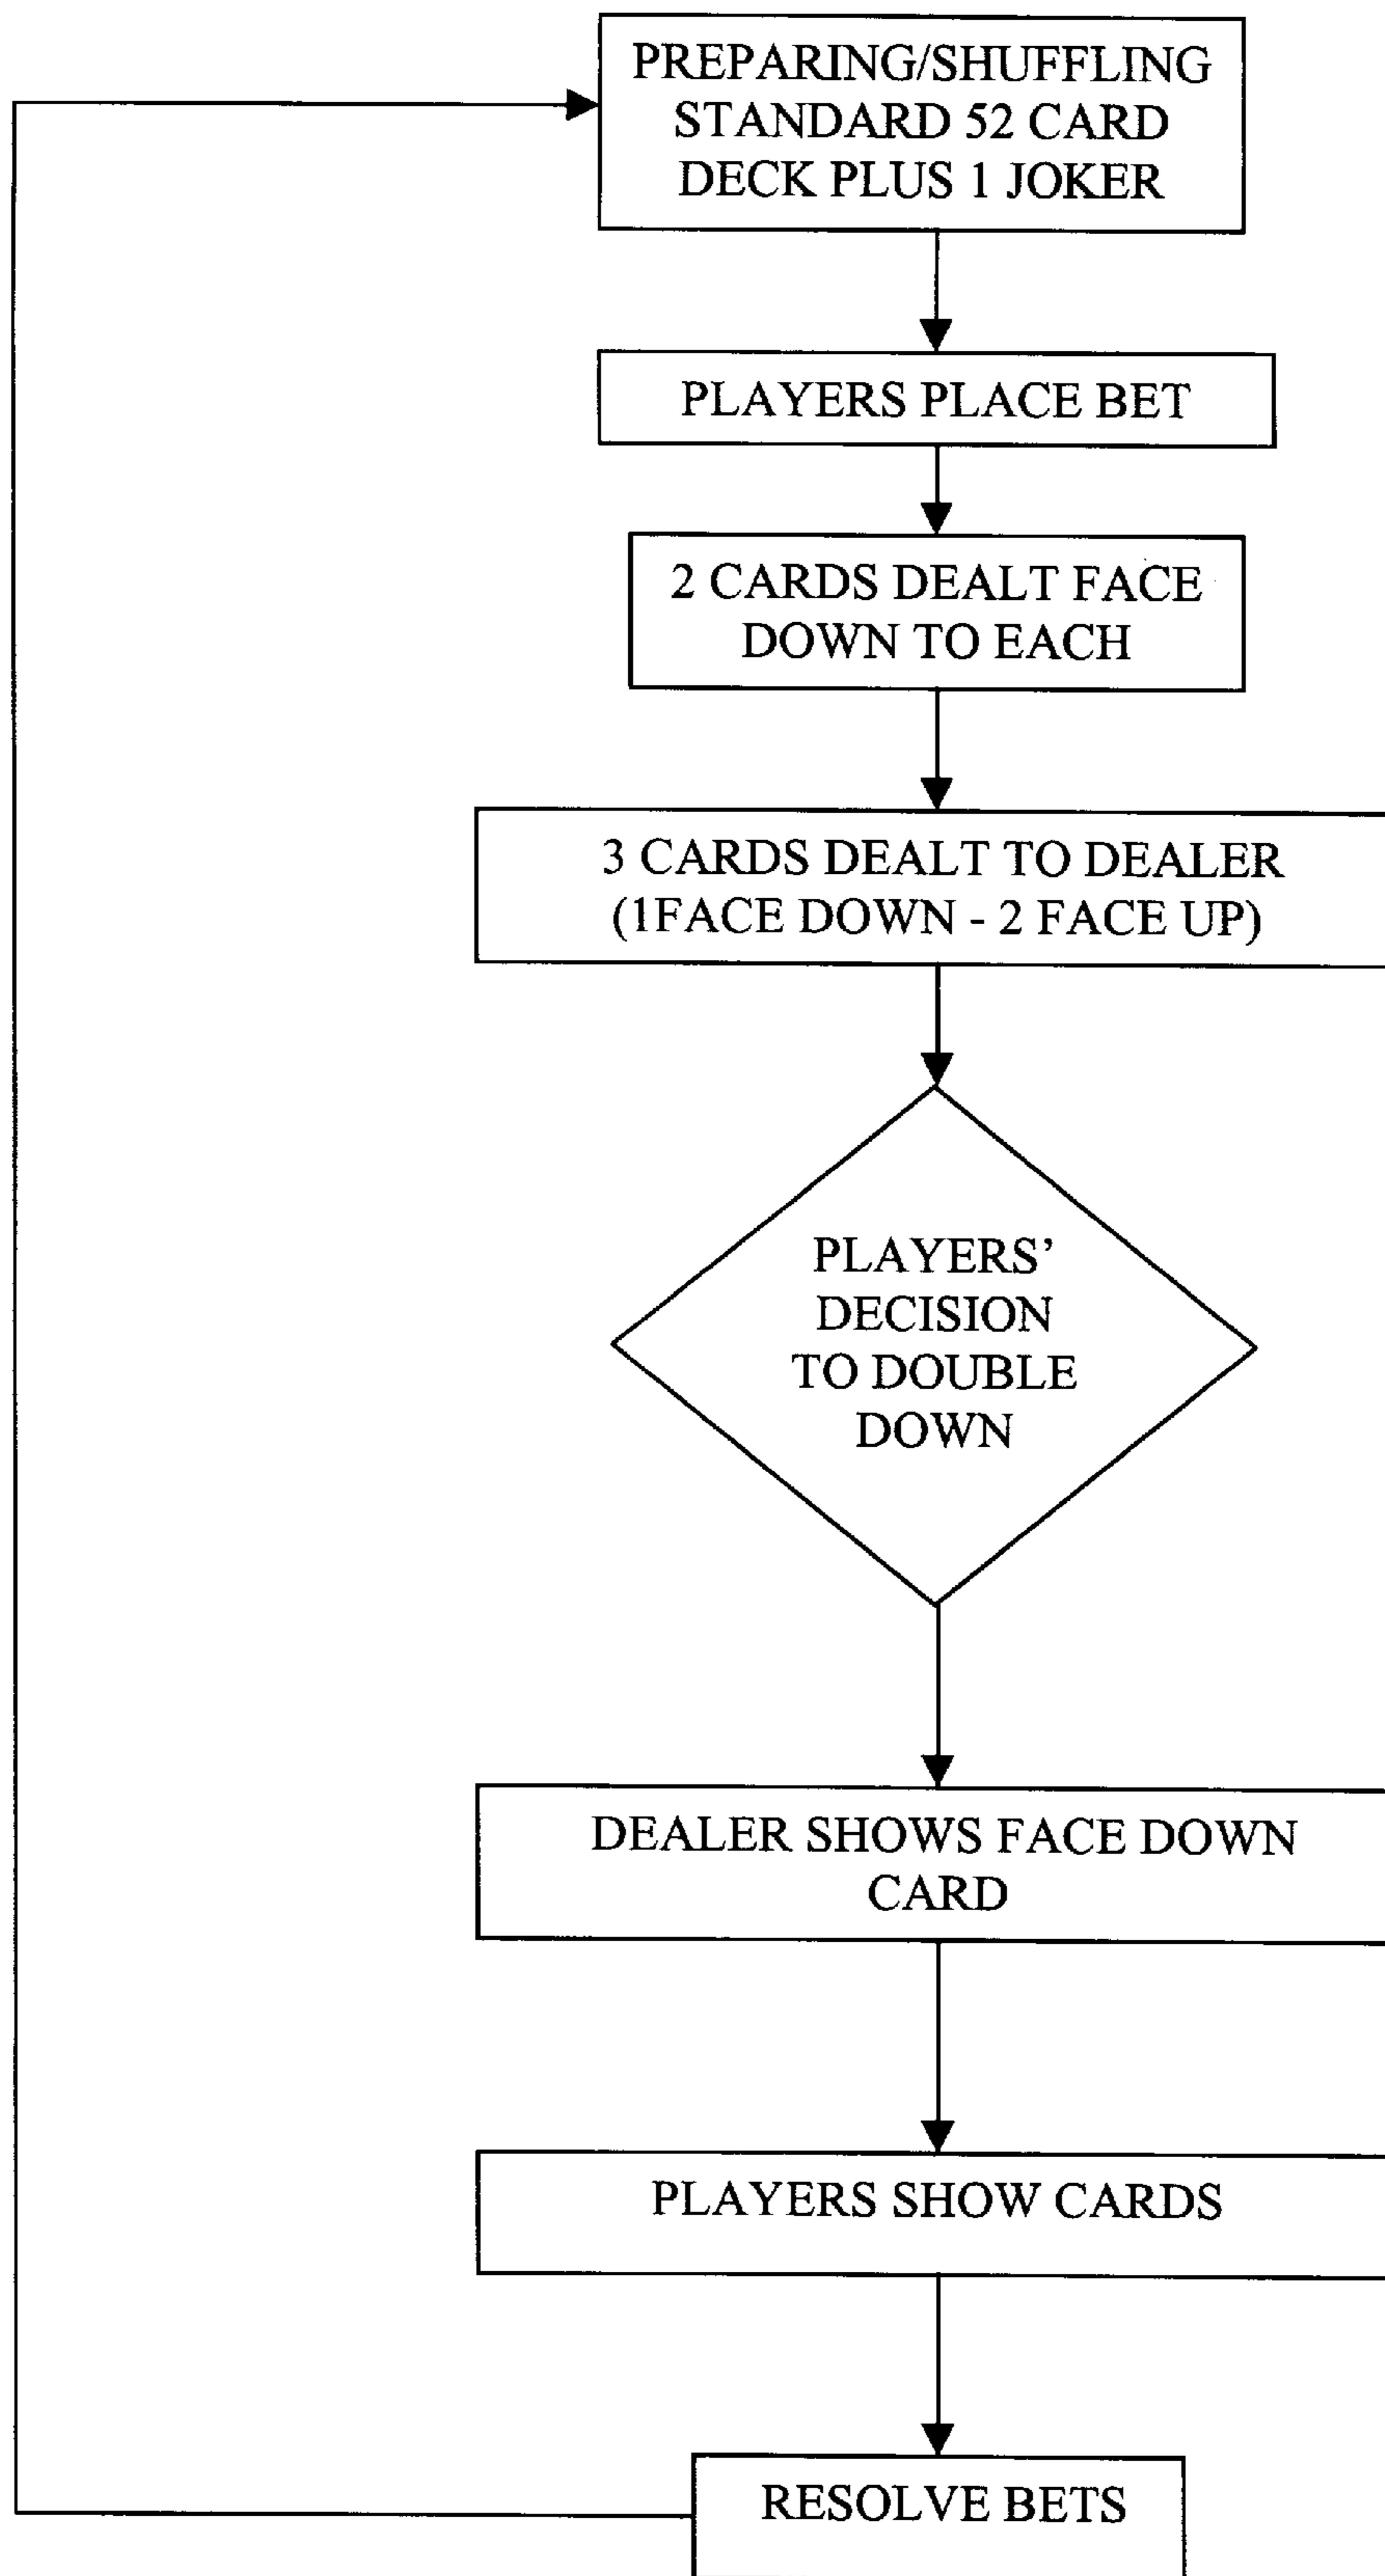 PREPARING/SHUFFLING
STANDARD 52 CARD
DECK PLUS 1 JOKER
PLAYERS PLACE BET
2 CARDS DEALT FACE
DOWN TO EACH
3 CARDS DEALT TO DEALER
(1FACE DOWN - 2 FACE UP)
PLAYERS’
DECISION
TO DOUBLE
DOWN
DEALER SHOWS FACE DOWN
CARD
PLAYERS SHOW CARDS
RESOLVE BETS